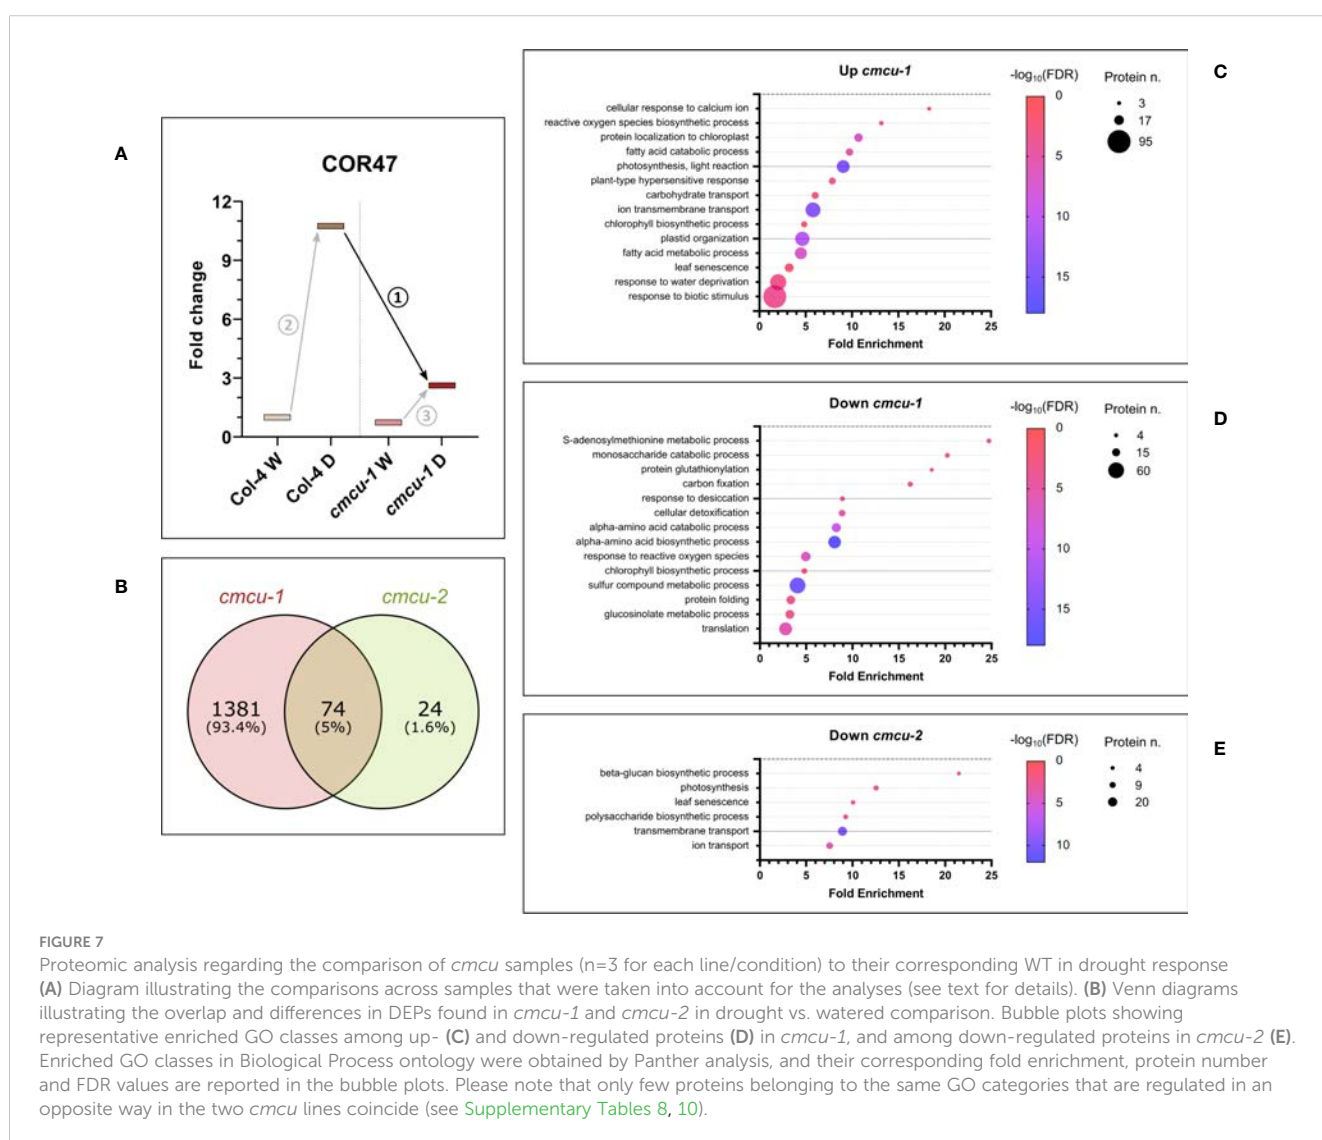 A
COR47
Fold change
12
9
6
3
0
1
2
3
Col-4 W
Col-4 D
cmcu-1 W
cmcu-1 D
B
cmcu-1
cmcu-2
1381
(93.4%)
74
(5%)
24
(1.6%)
C
Up cmcu-1
cellular response to calcium ion
reactive oxygen species biosynthetic process
protein localization to chloroplast
fatty acid catabolic process
photosynthesis, light reaction
plant-type hypersensitive response
carbohydrate transport
ion transmembrane transport
chlorophyll biosynthetic process
plastid organization
fatty acid metabolic process
leaf senescence
response to water deprivation
response to biotic stimulus
0 5 10 15 20 25
Fold Enrichment
-log10(FDR)
0
5
10
15
Protein n.
3
17
95
D
Down cmcu-1
S-adenosylmethionine metabolic process
monosaccharide catabolic process
protein glutathionylation
carbon fixation
response to desiccation
cellular detoxification
alpha-amino acid catabolic process
alpha-amino acid biosynthetic process
response to reactive oxygen species
chlorophyll biosynthetic process
sulfur compound metabolic process
protein folding
glucosinolate metabolic process
translation
0 5 10 15 20 25
Fold Enrichment
-log10(FDR)
0
5
10
15
Protein n.
4
15
60
E
Down cmcu-2
beta-glucan biosynthetic process
photosynthesis
leaf senescence
polysaccharide biosynthetic process
transmembrane transport
ion transport
0 5 10 15 20 25
Fold Enrichment
-log10(FDR)
0
5
10
Protein n.
4
9
20
FIGURE 7
Proteomic analysis regarding the comparison of cmcu samples (n=3 for each line/condition) to their corresponding WT in drought response
(A) Diagram illustrating the comparisons across samples that were taken into account for the analyses (see text for details). (B) Venn diagrams
illustrating the overlap and differences in DEPs found in cmcu-1 and cmcu-2 in drought vs. watered comparison. Bubble plots showing
representative enriched GO classes among up- (C) and down-regulated proteins (D) in cmcu-1, and among down-regulated proteins in cmcu-2 (E).
Enriched GO classes in Biological Process ontology were obtained by Panther analysis, and their corresponding fold enrichment, protein number
and FDR values are reported in the bubble plots. Please note that only few proteins belonging to the same GO categories that are regulated in an
opposite way in the two cmcu lines coincide (see Supplementary Tables 8, 10).